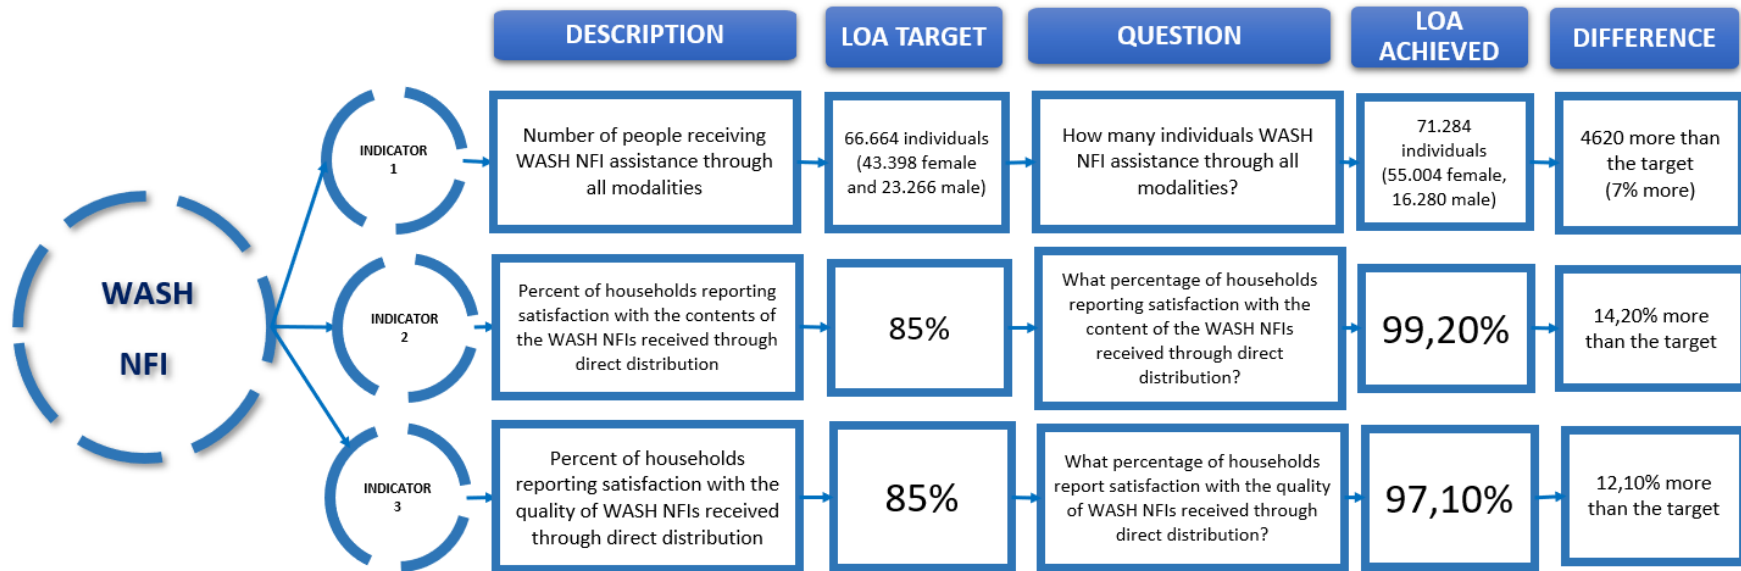 DESCRIPTION
LOA TARGET
QUESTION
LOA
ACHIEVED
DIFFERENCE
WASH
NFI
INDICATOR
1
Number of people receiving
WASH NFI assistance through
all modalities
66.664 individuals
(43.398 female
and 23.266 male)
How many individuals WASH
NFI assistance through all
modalities?
71.284
individuals
(55.004 female,
16.280 male)
4620 more than
the target
(7% more)
INDICATOR
2
Percent of households reporting
satisfaction with the contents of
the WASH NFIs received through
direct distribution
85%
What percentage of households
reporting satisfaction with the
content of the WASH NFIs
received through direct
distribution?
99,20%
14,20% more
than the target
INDICATOR
3
Percent of households
reporting satisfaction with the
quality of WASH NFIs received
through direct distribution
85%
What percentage of households
report satisfaction with the quality
of WASH NFIs received through
direct distribution?
97,10%
12,10% more
than the target